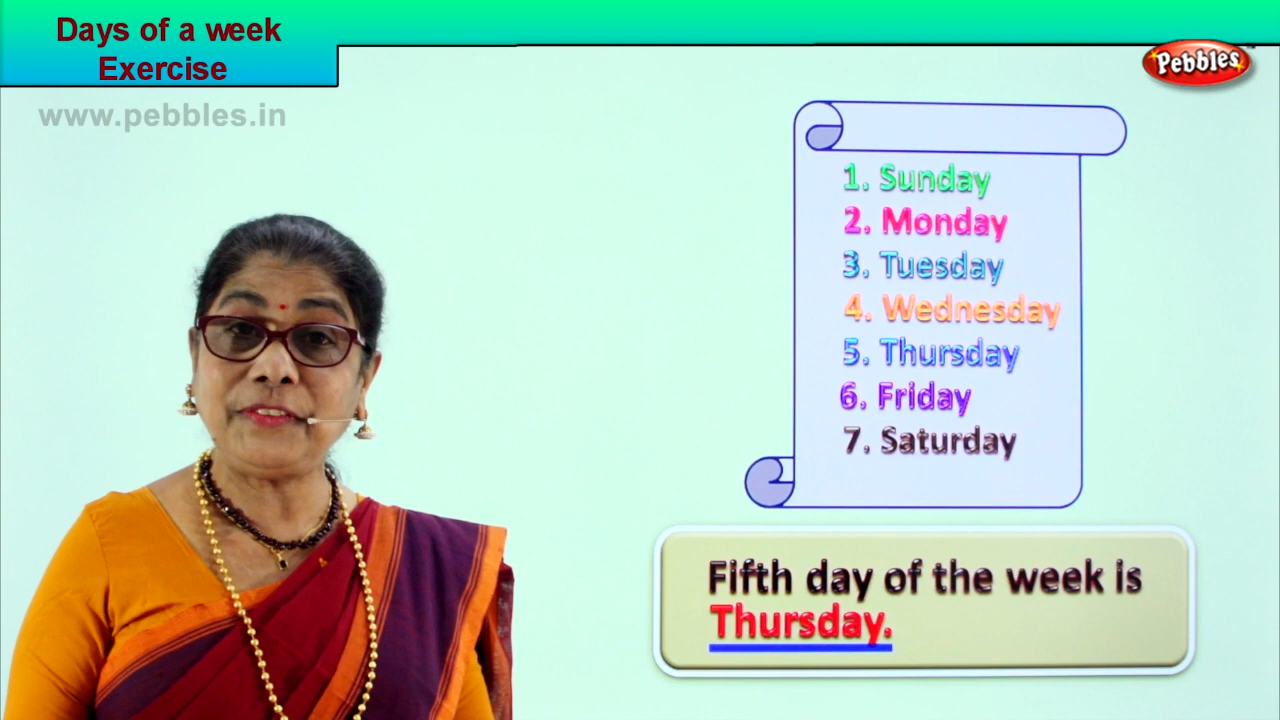 Days of a week
Exercise
www.pebbles.in
Pebbles
1. Sunday
2. Monday
3. Tuesday
4. Wednesday
5. Thursday
6. Friday
7. Saturday
Fifth day of the week is
Thursday.